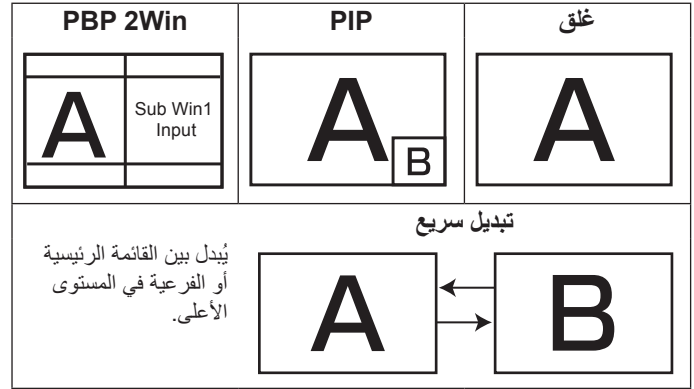 غلق
PIP
PBP 2Win
A
A
B
A
Sub Win1
Input
تبديل سريع
يُبدل بين القائمة الرئيسية
أو الفرعية في المستوى
الأعلى.
A
B